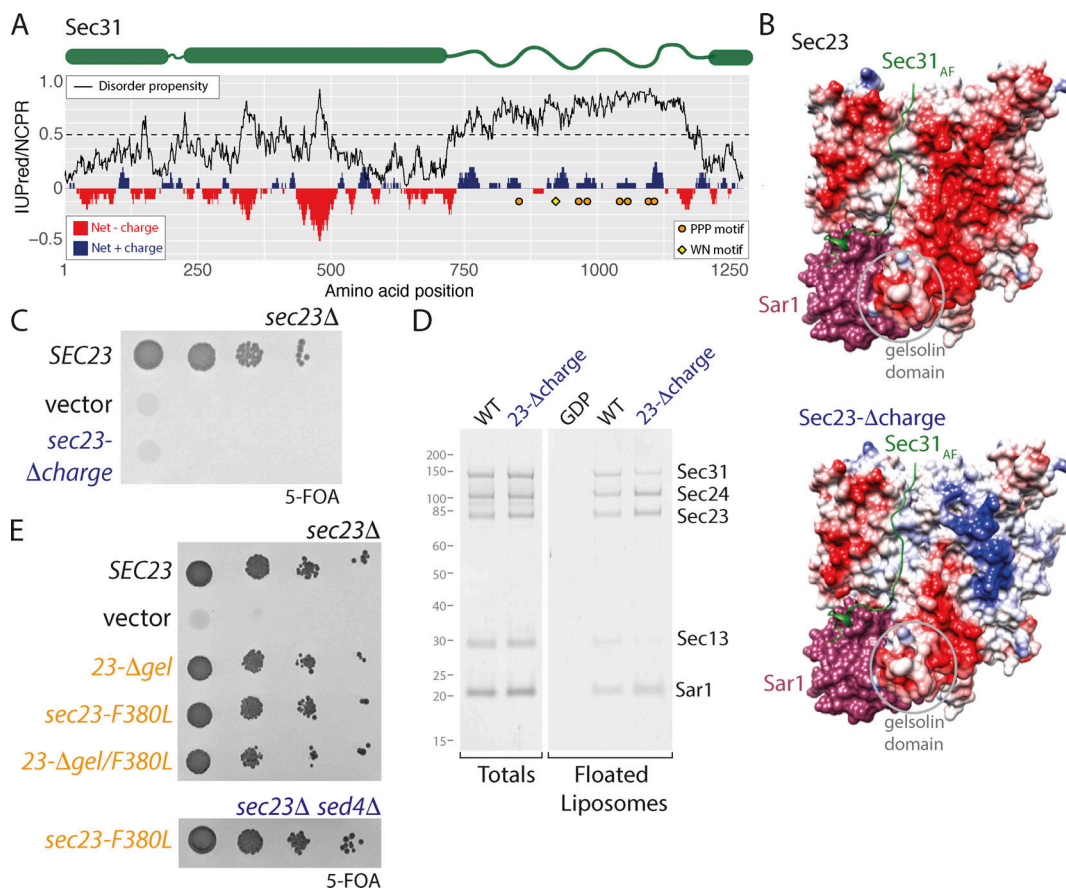 A
Sec31
1.0
Disorder propensity
0.5
0
−0.5
IUPred/NCPR
Net - charge
Net + charge
PPP motif
WN motif
1
250
500
750
1000
1250
Amino acid position
B
Sec23
Sec31AF
Sar1
gelsolin
domain
Sec23-Δcharge
Sec31AF
Sar1
gelsolin
domain
C
sec23Δ
SEC23
vector
sec23-
Δcharge
5-FOA
D
WT
23-Δcharge
GDP
WT
23-Δcharge
200
150
100
85
60
50
40
30
25
20
15
Sec31
Sec24
Sec23
Sec13
Sar1
Totals
Floated
Liposomes
E
sec23Δ
SEC23
vector
23-Δgel
sec23-F380L
23-Δgel/F380L
sec23Δ sed4Δ
sec23-F380L
5-FOA